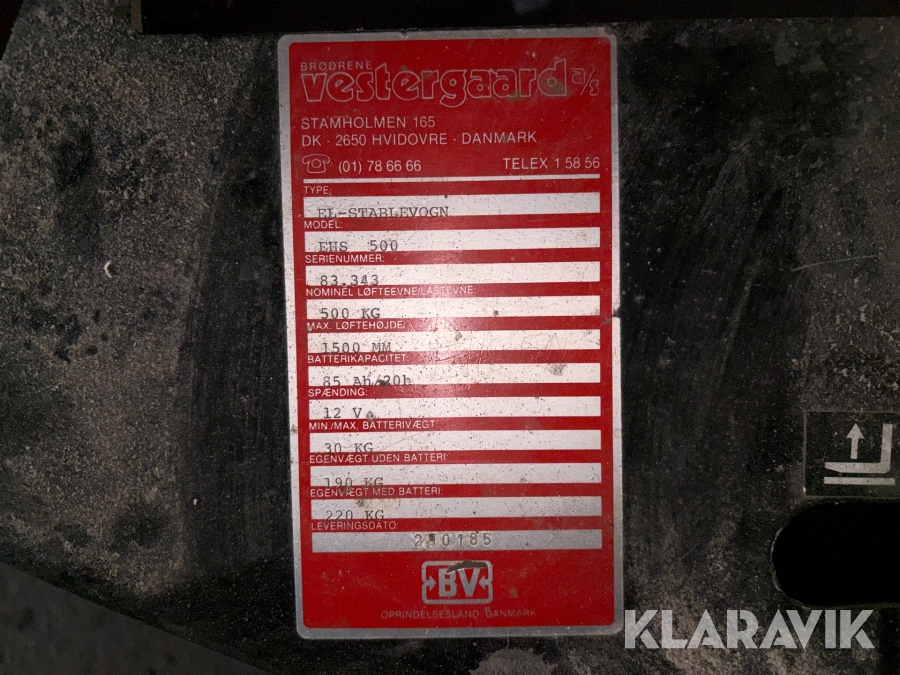 BRØDRENE
vestergaard a/s
STAMHOLMEN 165
DK - 2650 HVIDOVRE - DANMARK
(01) 78 66 66 TELEX 1 58 56
TYPE:
EL-STABLEVOGN
MODEL:
EHS 500
SERIENUMMER:
83.343
NOMINEL LØFTEEVNE/LASTEVNE:
500 KG
MAX. LØFTEHØJDE:
1500 MM
BATTERIKAPACITET:
85 Ah/20h
SPÆNDING:
12 V.
MIN./MAX. BATTERIVÆGT:
30 KG
EGENVÆGT UDEN BATTERI:
190 KG
EGENVÆGT MED BATTERI:
220 KG
LEVERINGSDATO:
BV
OPRINDELSESLAND DANMARK
KLARAVIK